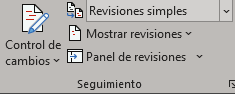 Revisiones simples
Control de cambios
Mostrar revisiones
Panel de revisiones
Seguimiento